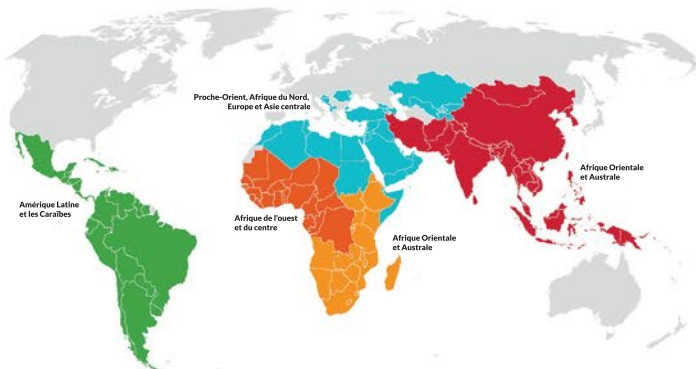 Proche-Orient, Afrique du Nord,
Europe et Asie centrale
Afrique Orientale
et Australe
Amérique Latine
et les Caraïbes
Afrique de l'ouest
et du centre
Afrique Orientale
et Australe